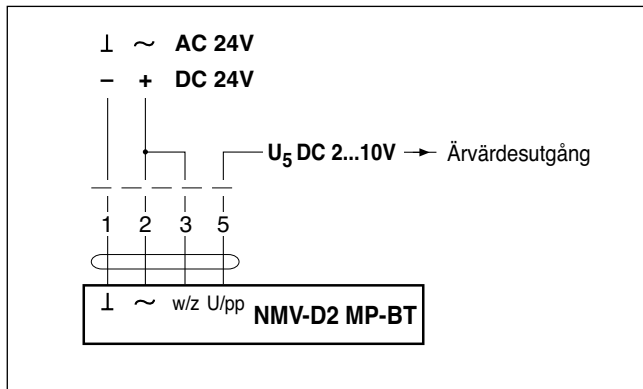 ⊥ ~ AC 24V
– + DC 24V
U5 DC 2...10V Ärvärdesutgång
1 2 3 5
⊥ ~ w/z U/pp
NMV-D2 MP-BT